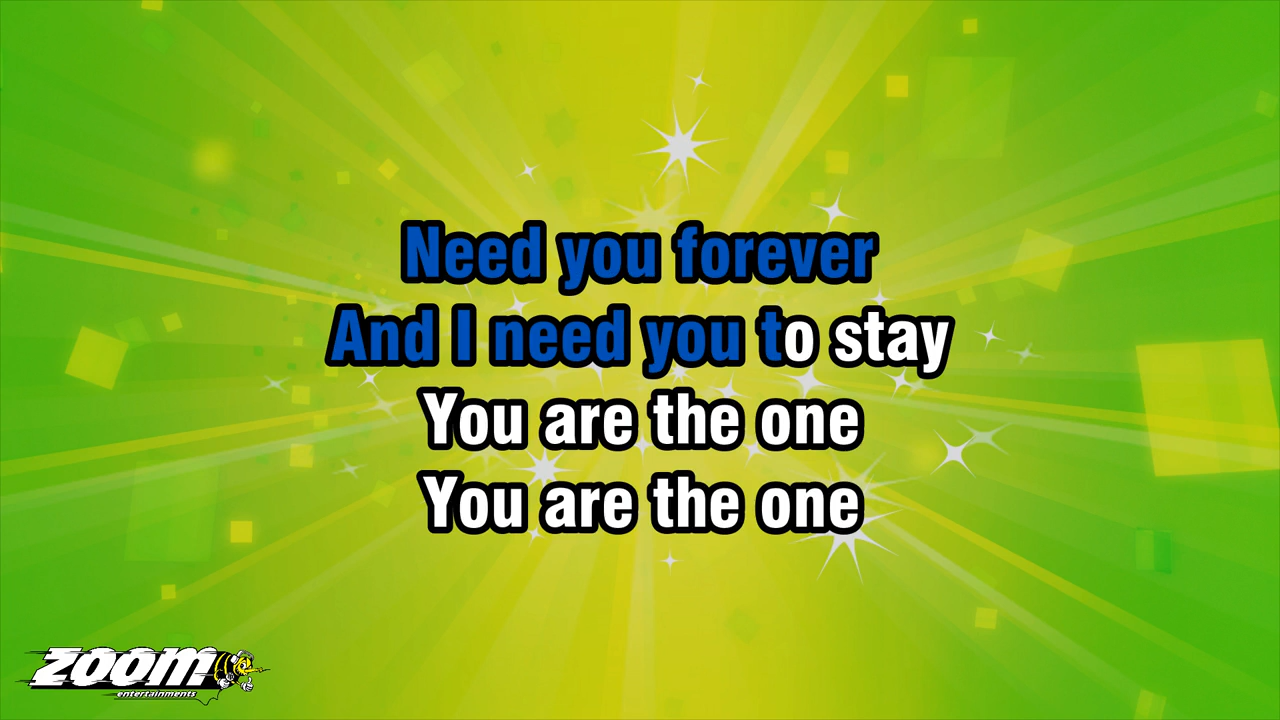 Need you forever
And I need you to stay
You are the one
You are the one
zoom
entertainments